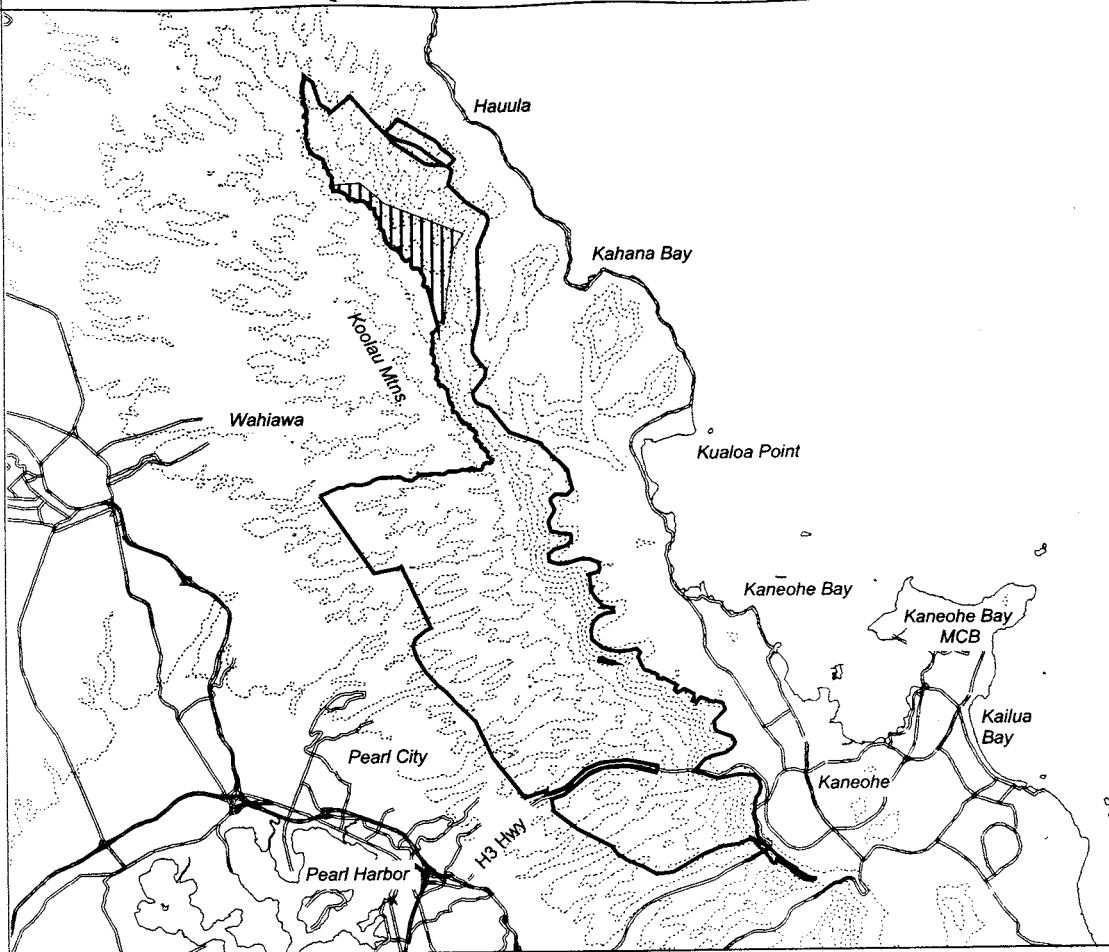 Hauula
Kahana Bay
Koolau Mtns.
Wahiawa
Kualoa Point
Kaneohe Bay
Kaneohe Bay
MCB
Kailua
Bay
Pearl City
Kaneohe
H3 Hwy
Pearl Harbor